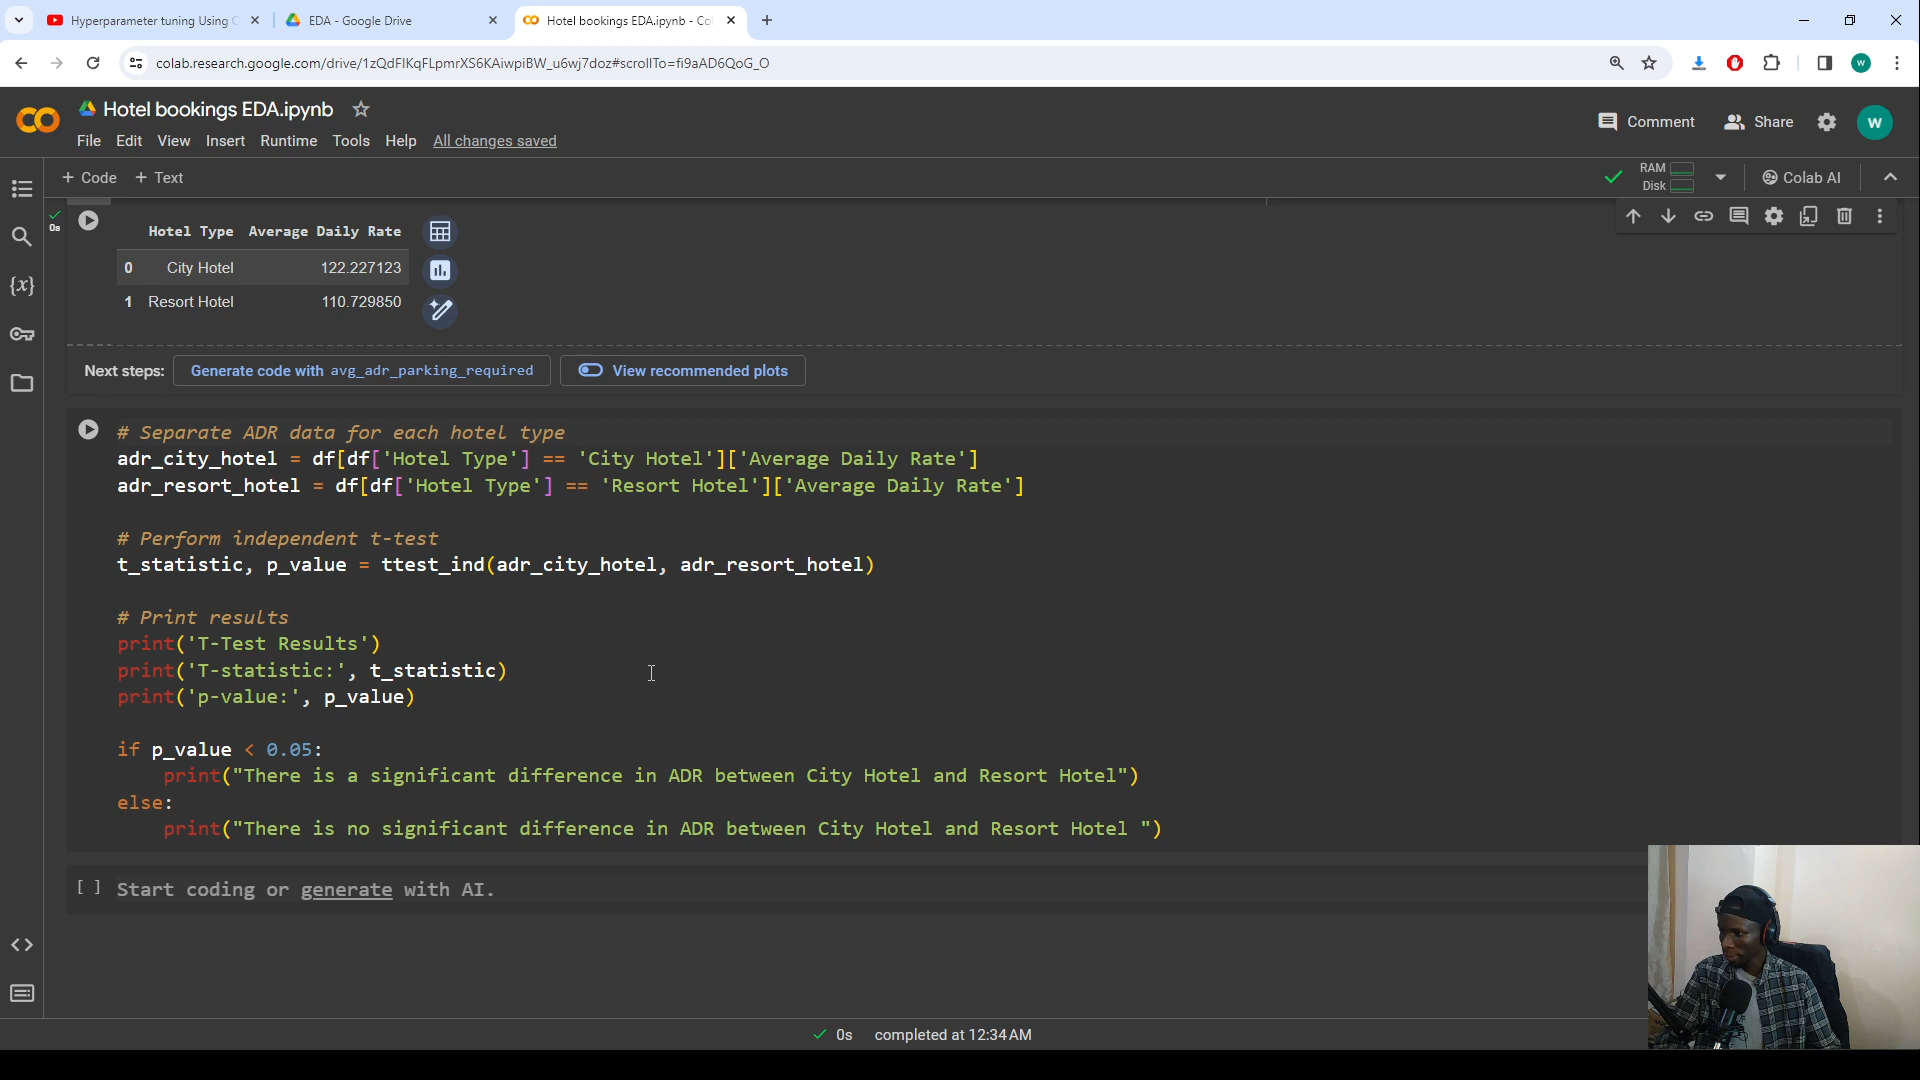 Hyperparameter tuning Using
EDA - Google Drive
Hotel bookings EDA.ipynb - Co
colab.research.google.com/drive/1zQdFIKqFLpmrXS6KAiwpiBW_u6wj7doz#scrollTo=fi9aAD6QoG_O
W
CO
Hotel bookings EDA.ipynb
File Edit View Insert Runtime Tools Help All changes saved
Comment
Share
W
+ Code + Text
RAM
Disk
Colab AI
0s
Hotel Type Average Daily Rate
0 City Hotel 122.227123
1 Resort Hotel 110.729850
Next steps: Generate code with avg_adr_parking_required View recommended plots
# Separate ADR data for each hotel type
adr_city_hotel = df[df['Hotel Type'] == 'City Hotel']['Average Daily Rate']
adr_resort_hotel = df[df['Hotel Type'] == 'Resort Hotel']['Average Daily Rate']
# Perform independent t-test
t_statistic, p_value = ttest_ind(adr_city_hotel, adr_resort_hotel)
# Print results
print('T-Test Results')
print('T-statistic:', t_statistic)
print('p-value:', p_value)
if p_value < 0.05:
print("There is a significant difference in ADR between City Hotel and Resort Hotel")
else:
print("There is no significant difference in ADR between City Hotel and Resort Hotel ")
[ ] Start coding or generate with AI.
0s completed at 12:34 AM